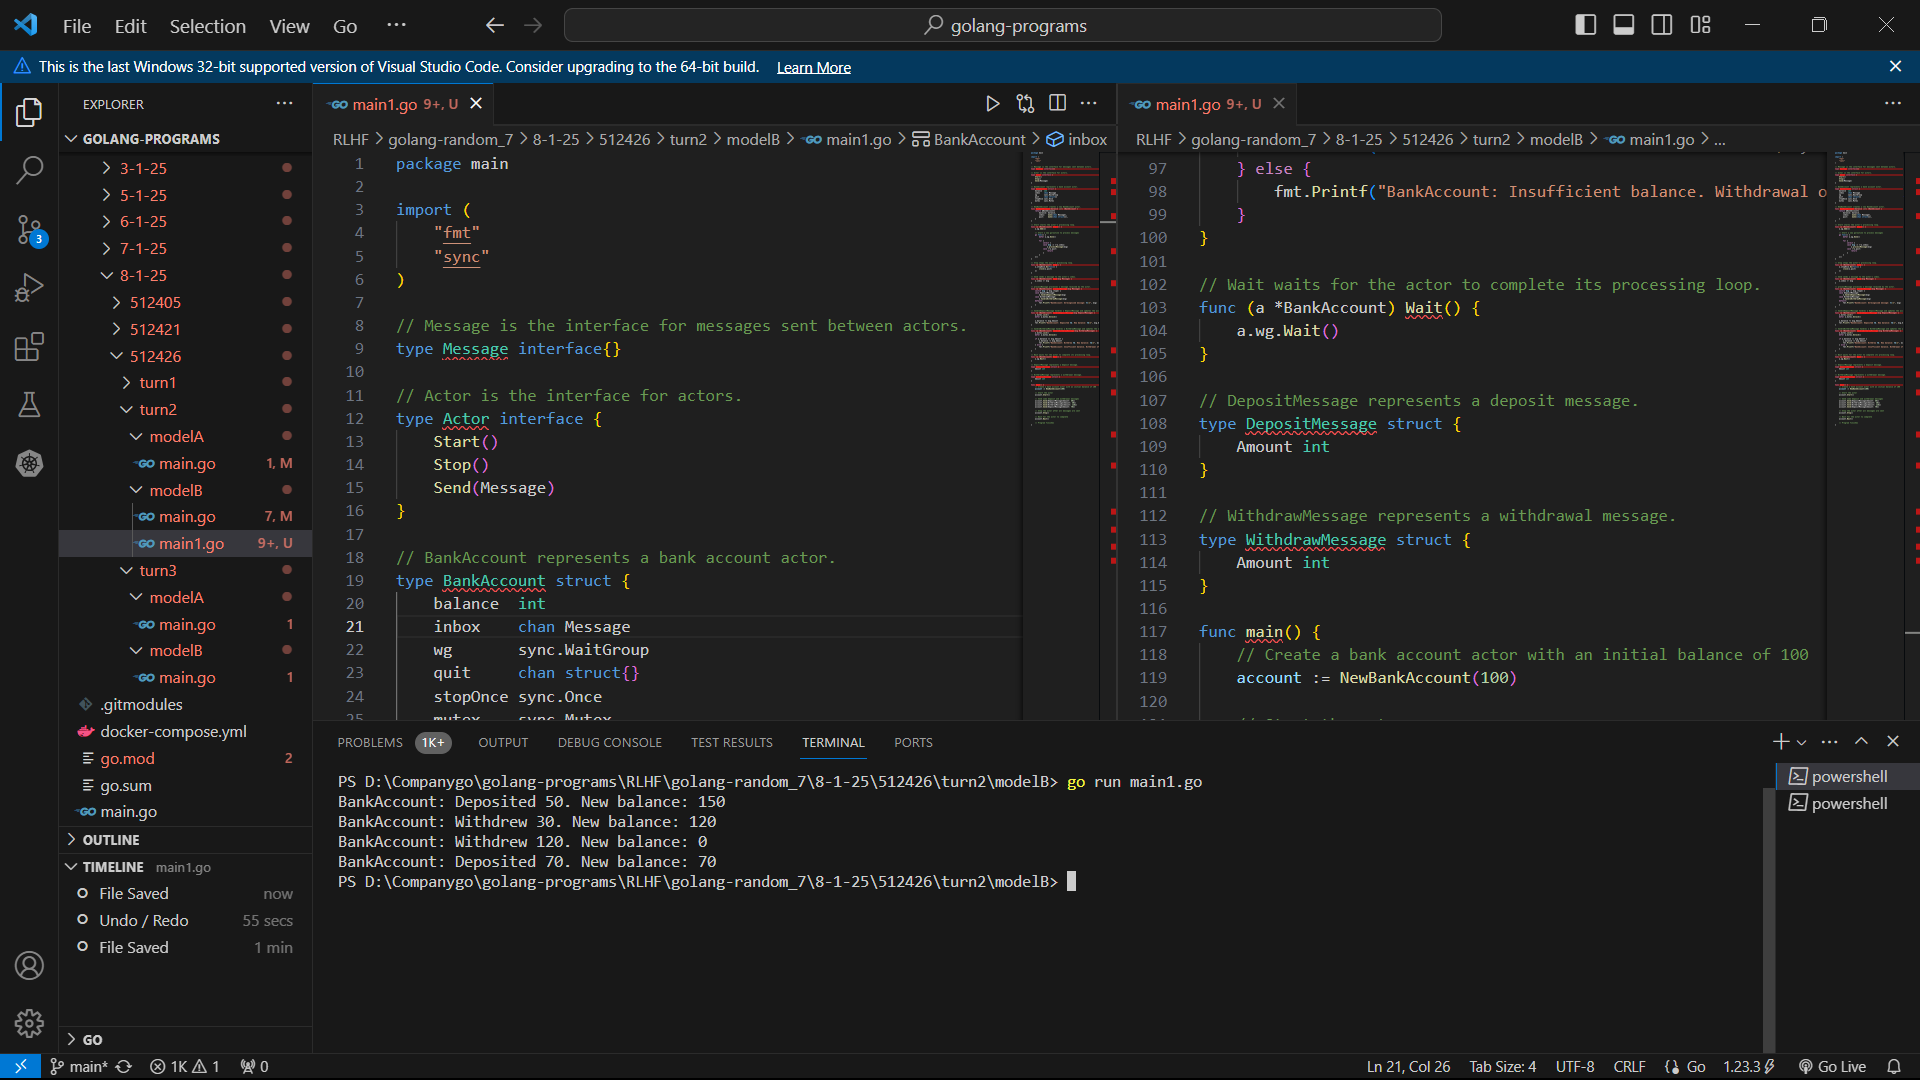 File Edit Selection View Go ··· golang-programs
This is the last Windows 32-bit supported version of Visual Studio Code. Consider upgrading to the 64-bit build. Learn More
EXPLORER ···
GOLANG-PROGRAMS
3-1-25
5-1-25
6-1-25
7-1-25
8-1-25
512405
512421
512426
turn1
turn2
modelA
main.go 1, M
modelB
main.go 7, M
main1.go 9+, U
turn3
modelA
main.go 1
modelB
main.go 1
.gitmodules
docker-compose.yml
go.mod 2
go.sum
main.go
OUTLINE
TIMELINE main1.go
File Saved now
Undo / Redo 55 secs
File Saved 1 min
GO
3
main1.go 9+, U
RLHF > golang-random_7 > 8-1-25 > 512426 > turn2 > modelB > main1.go > BankAccount > inbox
1 package main
2
3 import (
4 "fmt"
5 "sync"
6 )
7
8 // Message is the interface for messages sent between actors.
9 type Message interface{}
10
11 // Actor is the interface for actors.
12 type Actor interface {
13 Start()
14 Stop()
15 Send(Message)
16 }
17
18 // BankAccount represents a bank account actor.
19 type BankAccount struct {
20 balance int
21 inbox chan Message
22 wg sync.WaitGroup
23 quit chan struct{}
24 stopOnce sync.Once
25 mutex sync.Mutex
main1.go 9+, U
RLHF > golang-random_7 > 8-1-25 > 512426 > turn2 > modelB > main1.go > ...
97 } else {
98 fmt.Printf("BankAccount: Insufficient balance. Withdrawal o
99 }
100 }
101
102 // Wait waits for the actor to complete its processing loop.
103 func (a *BankAccount) Wait() {
104 a.wg.Wait()
105 }
106
107 // DepositMessage represents a deposit message.
108 type DepositMessage struct {
109 Amount int
110 }
111
112 // WithdrawMessage represents a withdrawal message.
113 type WithdrawMessage struct {
114 Amount int
115 }
116
117 func main() {
118 // Create a bank account actor with an initial balance of 100
119 account := NewBankAccount(100)
120
PROBLEMS 1K+ OUTPUT DEBUG CONSOLE TEST RESULTS TERMINAL PORTS
PS D:\Companygo\golang-programs\RLHF\golang-random_7\8-1-25\512426\turn2\modelB> go run main1.go
BankAccount: Deposited 50. New balance: 150
BankAccount: Withdrew 30. New balance: 120
BankAccount: Withdrew 120. New balance: 0
BankAccount: Deposited 70. New balance: 70
PS D:\Companygo\golang-programs\RLHF\golang-random_7\8-1-25\512426\turn2\modelB>
powershell
powershell
main* 1K 1 0 Ln 21, Col 26 Tab Size: 4 UTF-8 CRLF Go 1.23.3 Go Live